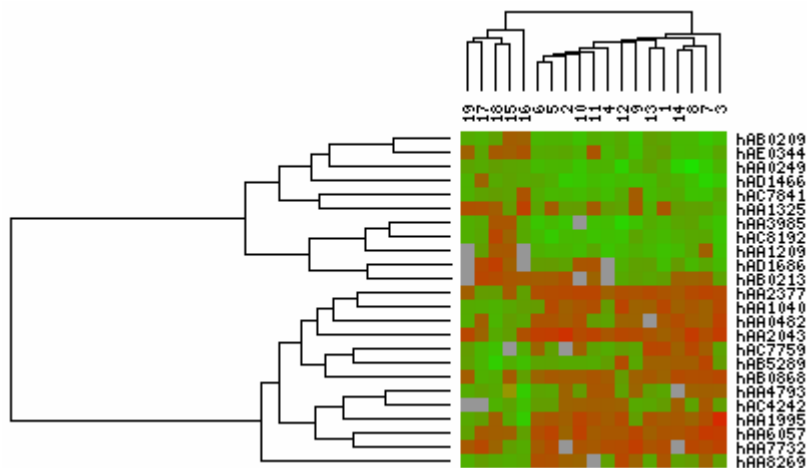 19 17 18 15 16 6 5 2 10 11 4 12 9 13 1 14 8 7 3
hAB0209
hAE0344
hAA0249
hAD1466
hAC7841
hAA1325
hAA3985
hAC8192
hAA1209
hAD1686
hAB0213
hAA2377
hAA1040
hAA0482
hAA2043
hAC7759
hAB5289
hAB0868
hAA4793
hAC4242
hAA1995
hAA6057
hAA7732
hAA8269